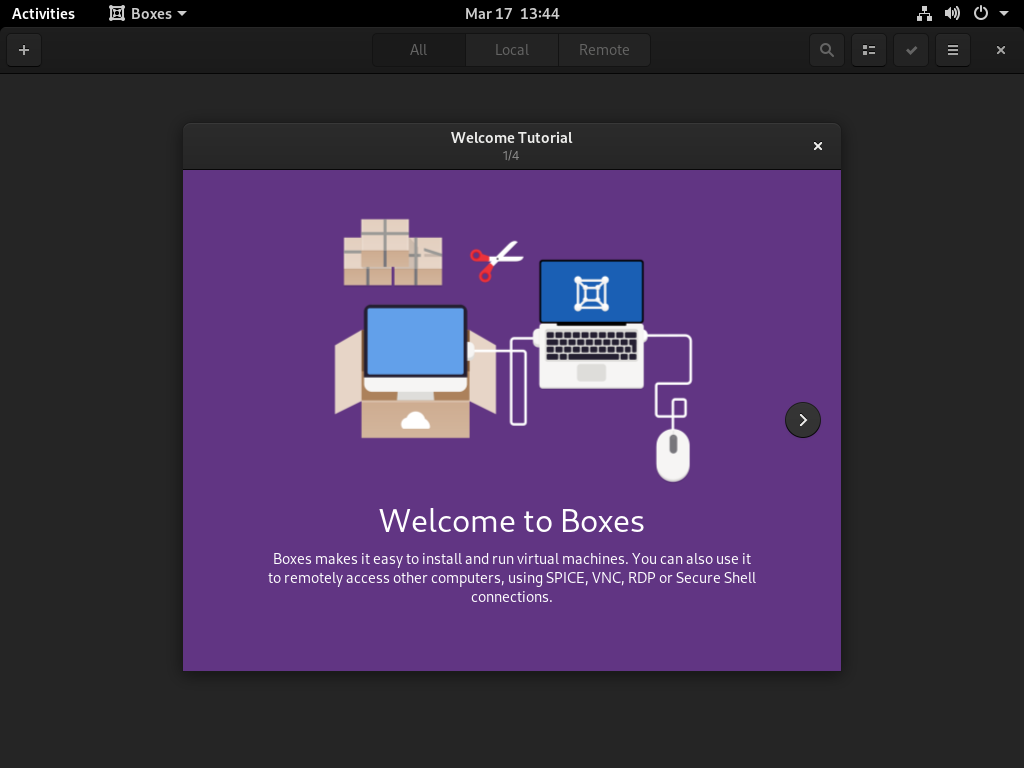 Activities Boxes Mar 17 13:44
All Local Remote
Welcome Tutorial
1/4
Welcome to Boxes
Boxes makes it easy to install and run virtual machines. You can also use it
to remotely access other computers, using SPICE, VNC, RDP or Secure Shell
connections.